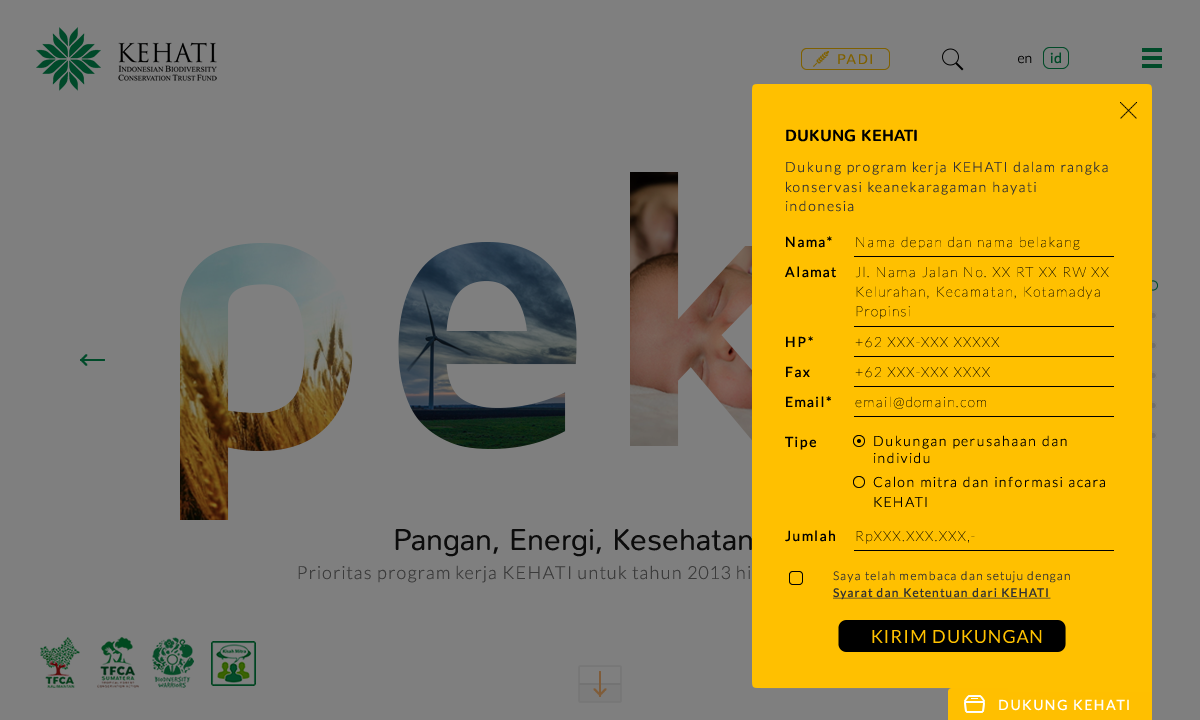 KEHATI
INDONESIAN BIODIVERSITY
CONSERVATION TRUST FUND
PADI
en id
DUKUNG KEHATI
Dukung program kerja KEHATI dalam rangka
konservasi keanekaragaman hayati
indonesia
Nama* Nama depan dan nama belakang
Alamat Jl. Nama Jalan No. XX RT XX RW XX
Kelurahan, Kecamatan, Kotamadya
Propinsi
HP* +62 XXX-XXX XXXXX
Fax +62 XXX-XXX XXXX
Email* email@domain.com
Tipe Dukungan perusahaan dan
individu
Calon mitra dan informasi acara
KEHATI
Jumlah RpXXX.XXX.XXX,-
Saya telah membaca dan setuju dengan
Syarat dan Ketentuan dari KEHATI
KIRIM DUKUNGAN
pek
Pangan, Energi, Kesehatan
Prioritas program kerja KEHATI untuk tahun 2013 hi
TFCA
KALIMANTAN
TFCA
SUMATERA
BIODIVERSITY
WARRIORS
DUKUNG KEHATI